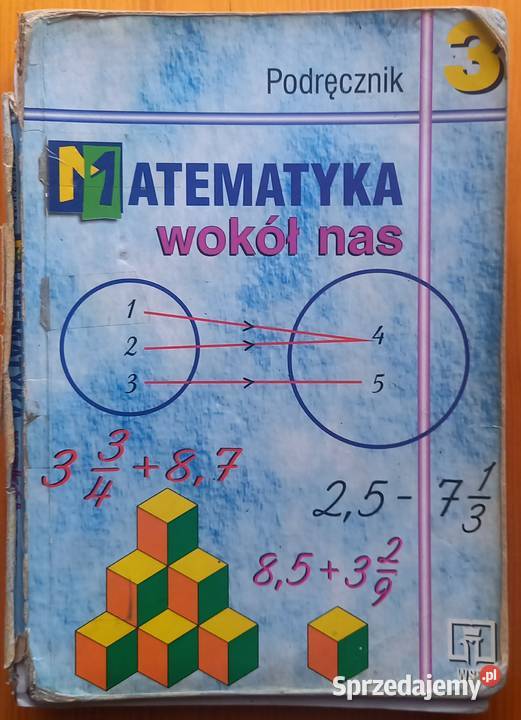 Podręcznik 3
MATEMATYKA
wokół nas
1
2
3
4
5
3 3/4 + 8,7
2,5 - 7 1/3
8,5 + 3 2/9
Sprzedajemy.pl